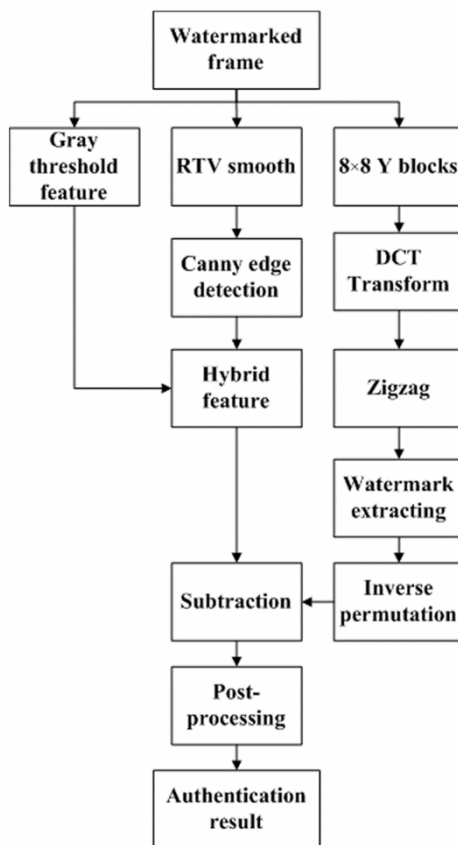 Watermarked
frame
Gray
threshold
feature
RTV smooth
8×8 Y blocks
Canny edge
detection
DCT
Transform
Hybrid
feature
Zigzag
Watermark
extracting
Subtraction
Inverse
permutation
Post-
processing
Authentication
result